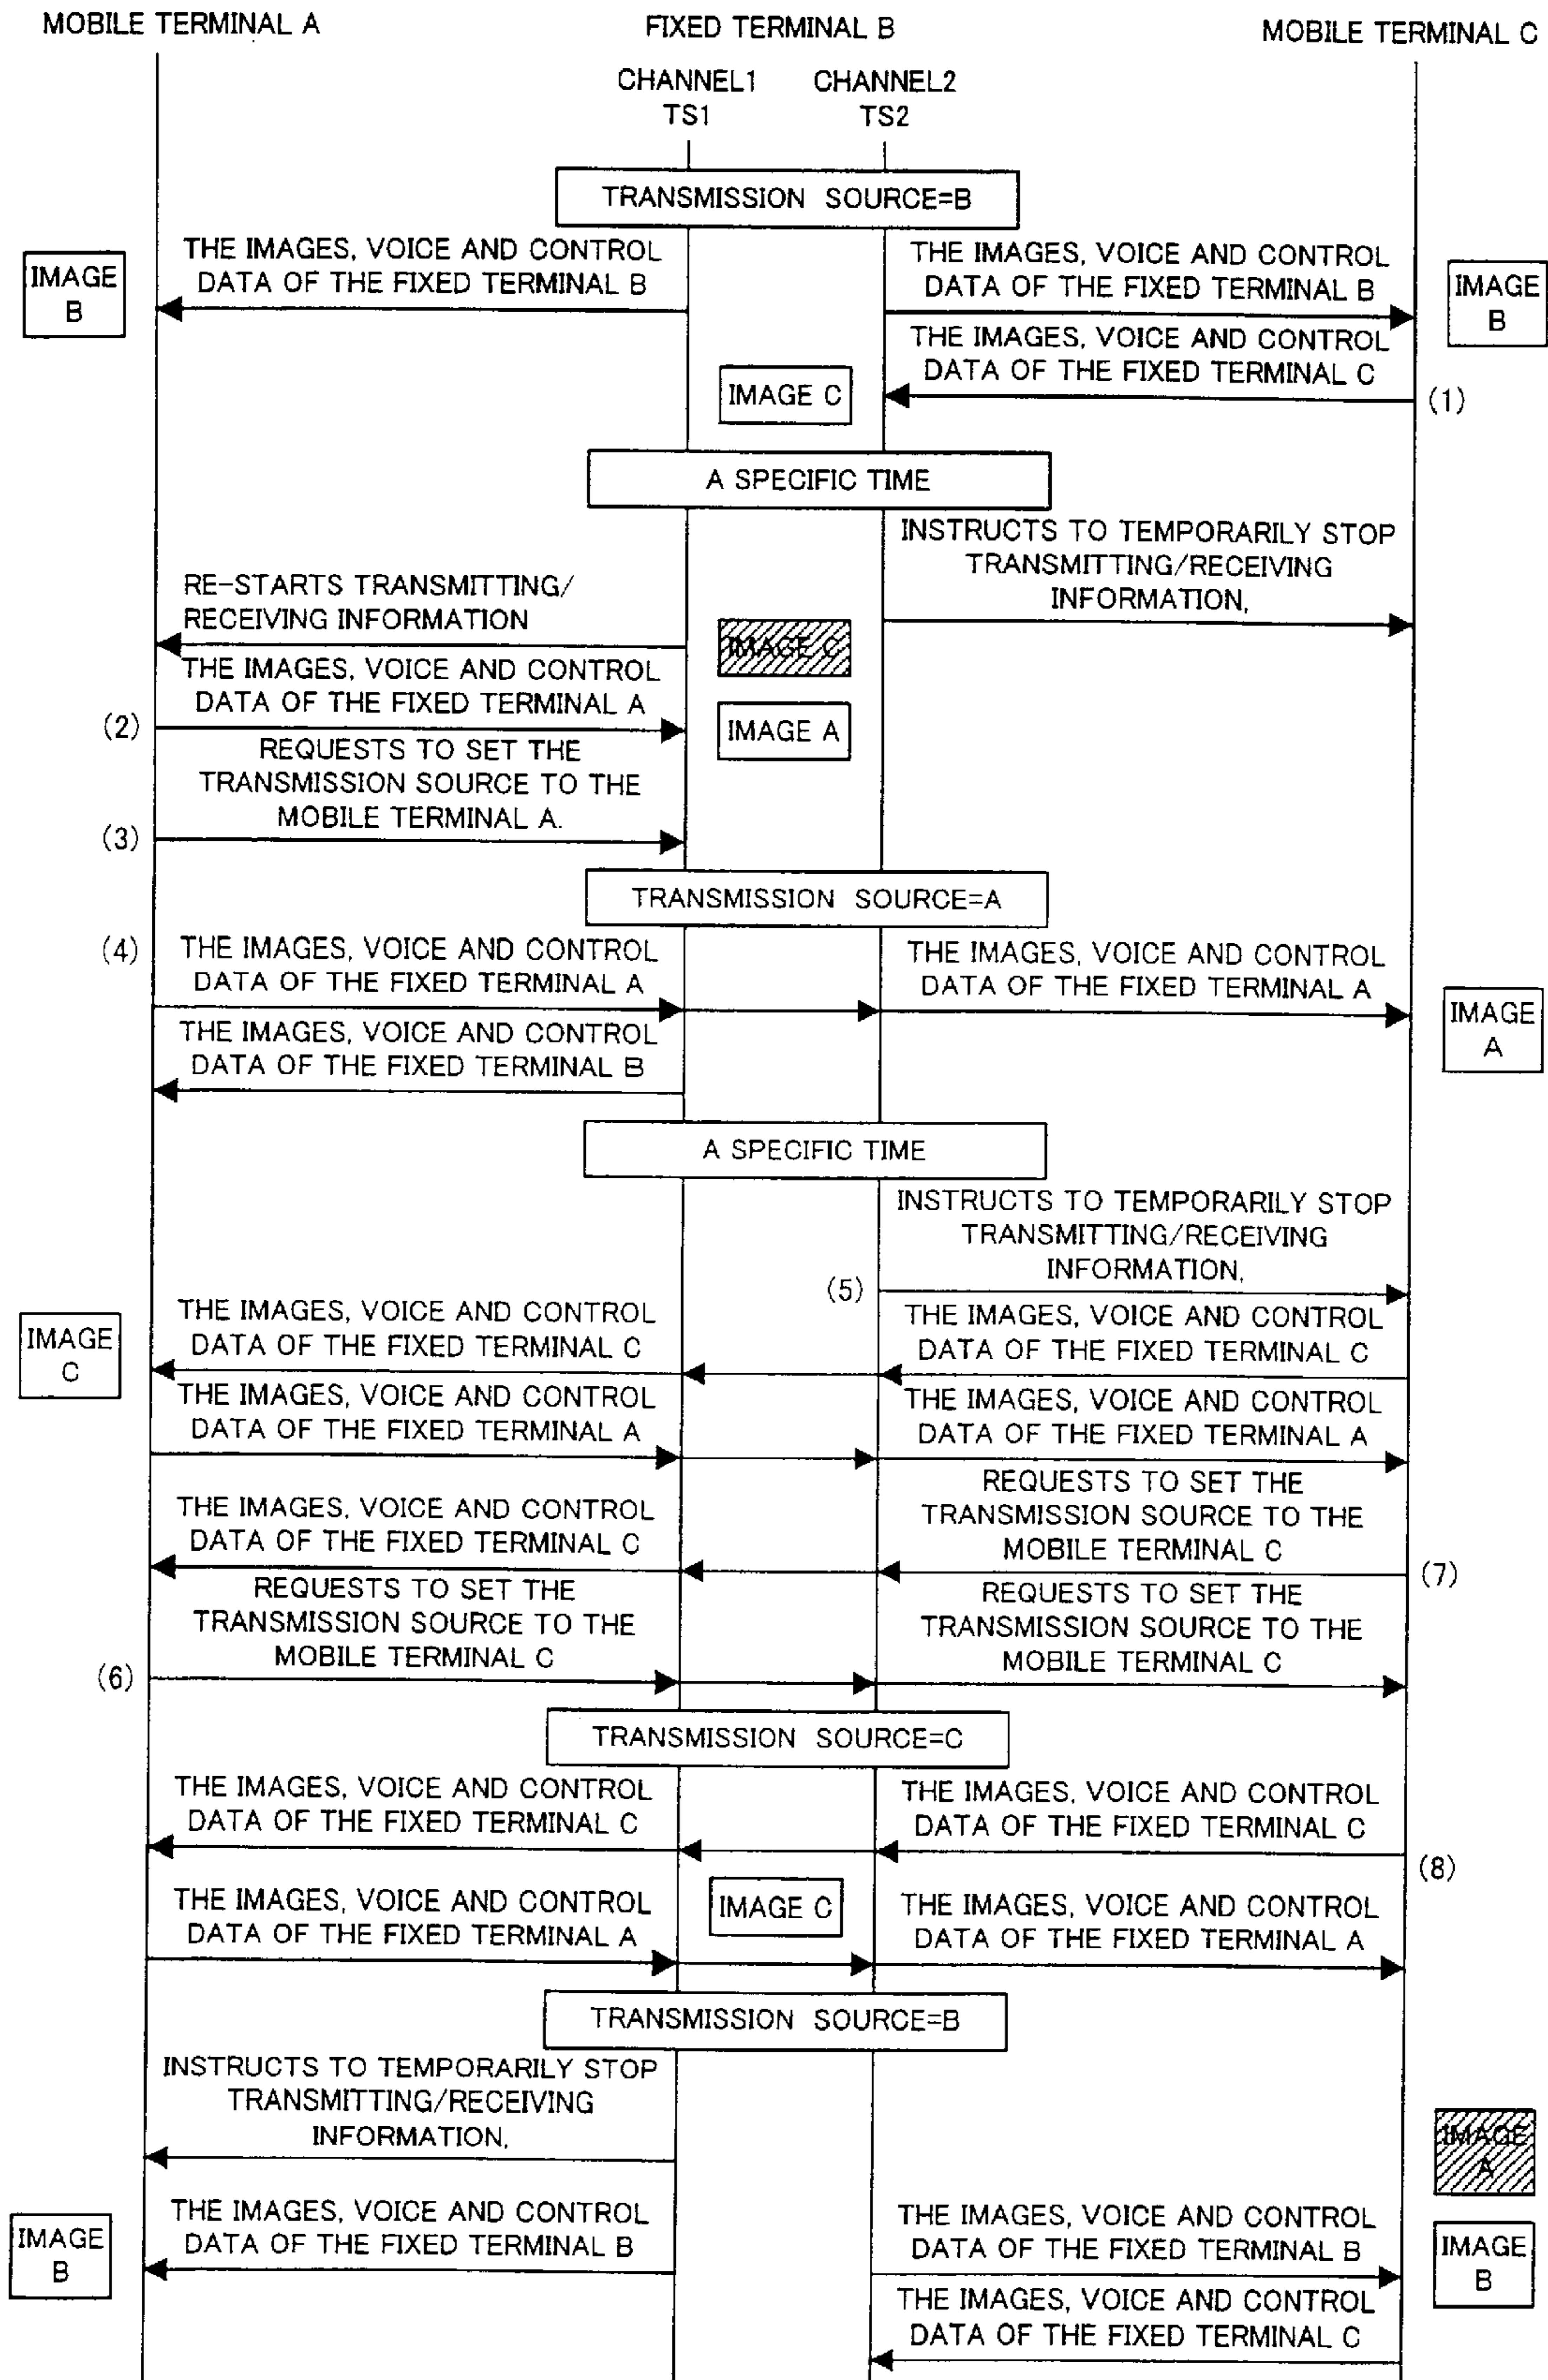 MOBILE TERMINAL A
FIXED TERMINAL B
MOBILE TERMINAL C
CHANNEL1
TS1
CHANNEL2
TS2
TRANSMISSION SOURCE=B
THE IMAGES, VOICE AND CONTROL
DATA OF THE FIXED TERMINAL B
IMAGE
B
THE IMAGES, VOICE AND CONTROL
DATA OF THE FIXED TERMINAL B
IMAGE
B
THE IMAGES, VOICE AND CONTROL
DATA OF THE FIXED TERMINAL C
IMAGE C
(1)
A SPECIFIC TIME
INSTRUCTS TO TEMPORARILY STOP
TRANSMITTING/RECEIVING
INFORMATION,
RE-STARTS TRANSMITTING/
RECEIVING INFORMATION
IMAGE C
THE IMAGES, VOICE AND CONTROL
DATA OF THE FIXED TERMINAL A
(2)
IMAGE A
REQUESTS TO SET THE
TRANSMISSION SOURCE TO THE
MOBILE TERMINAL A.
(3)
TRANSMISSION SOURCE=A
(4)
THE IMAGES, VOICE AND CONTROL
DATA OF THE FIXED TERMINAL A
THE IMAGES, VOICE AND CONTROL
DATA OF THE FIXED TERMINAL A
IMAGE
A
THE IMAGES, VOICE AND CONTROL
DATA OF THE FIXED TERMINAL B
A SPECIFIC TIME
INSTRUCTS TO TEMPORARILY STOP
TRANSMITTING/RECEIVING
INFORMATION,
(5)
THE IMAGES, VOICE AND CONTROL
DATA OF THE FIXED TERMINAL C
IMAGE
C
THE IMAGES, VOICE AND CONTROL
DATA OF THE FIXED TERMINAL C
THE IMAGES, VOICE AND CONTROL
DATA OF THE FIXED TERMINAL A
THE IMAGES, VOICE AND CONTROL
DATA OF THE FIXED TERMINAL A
THE IMAGES, VOICE AND CONTROL
DATA OF THE FIXED TERMINAL C
REQUESTS TO SET THE
TRANSMISSION SOURCE TO THE
MOBILE TERMINAL C
(7)
REQUESTS TO SET THE
TRANSMISSION SOURCE TO THE
MOBILE TERMINAL C
(6)
REQUESTS TO SET THE
TRANSMISSION SOURCE TO THE
MOBILE TERMINAL C
TRANSMISSION SOURCE=C
THE IMAGES, VOICE AND CONTROL
DATA OF THE FIXED TERMINAL C
THE IMAGES, VOICE AND CONTROL
DATA OF THE FIXED TERMINAL C
(8)
THE IMAGES, VOICE AND CONTROL
DATA OF THE FIXED TERMINAL A
IMAGE C
THE IMAGES, VOICE AND CONTROL
DATA OF THE FIXED TERMINAL A
TRANSMISSION SOURCE=B
INSTRUCTS TO TEMPORARILY STOP
TRANSMITTING/RECEIVING
INFORMATION,
IMAGE
A
THE IMAGES, VOICE AND CONTROL
DATA OF THE FIXED TERMINAL B
IMAGE
B
THE IMAGES, VOICE AND CONTROL
DATA OF THE FIXED TERMINAL B
IMAGE
B
THE IMAGES, VOICE AND CONTROL
DATA OF THE FIXED TERMINAL C